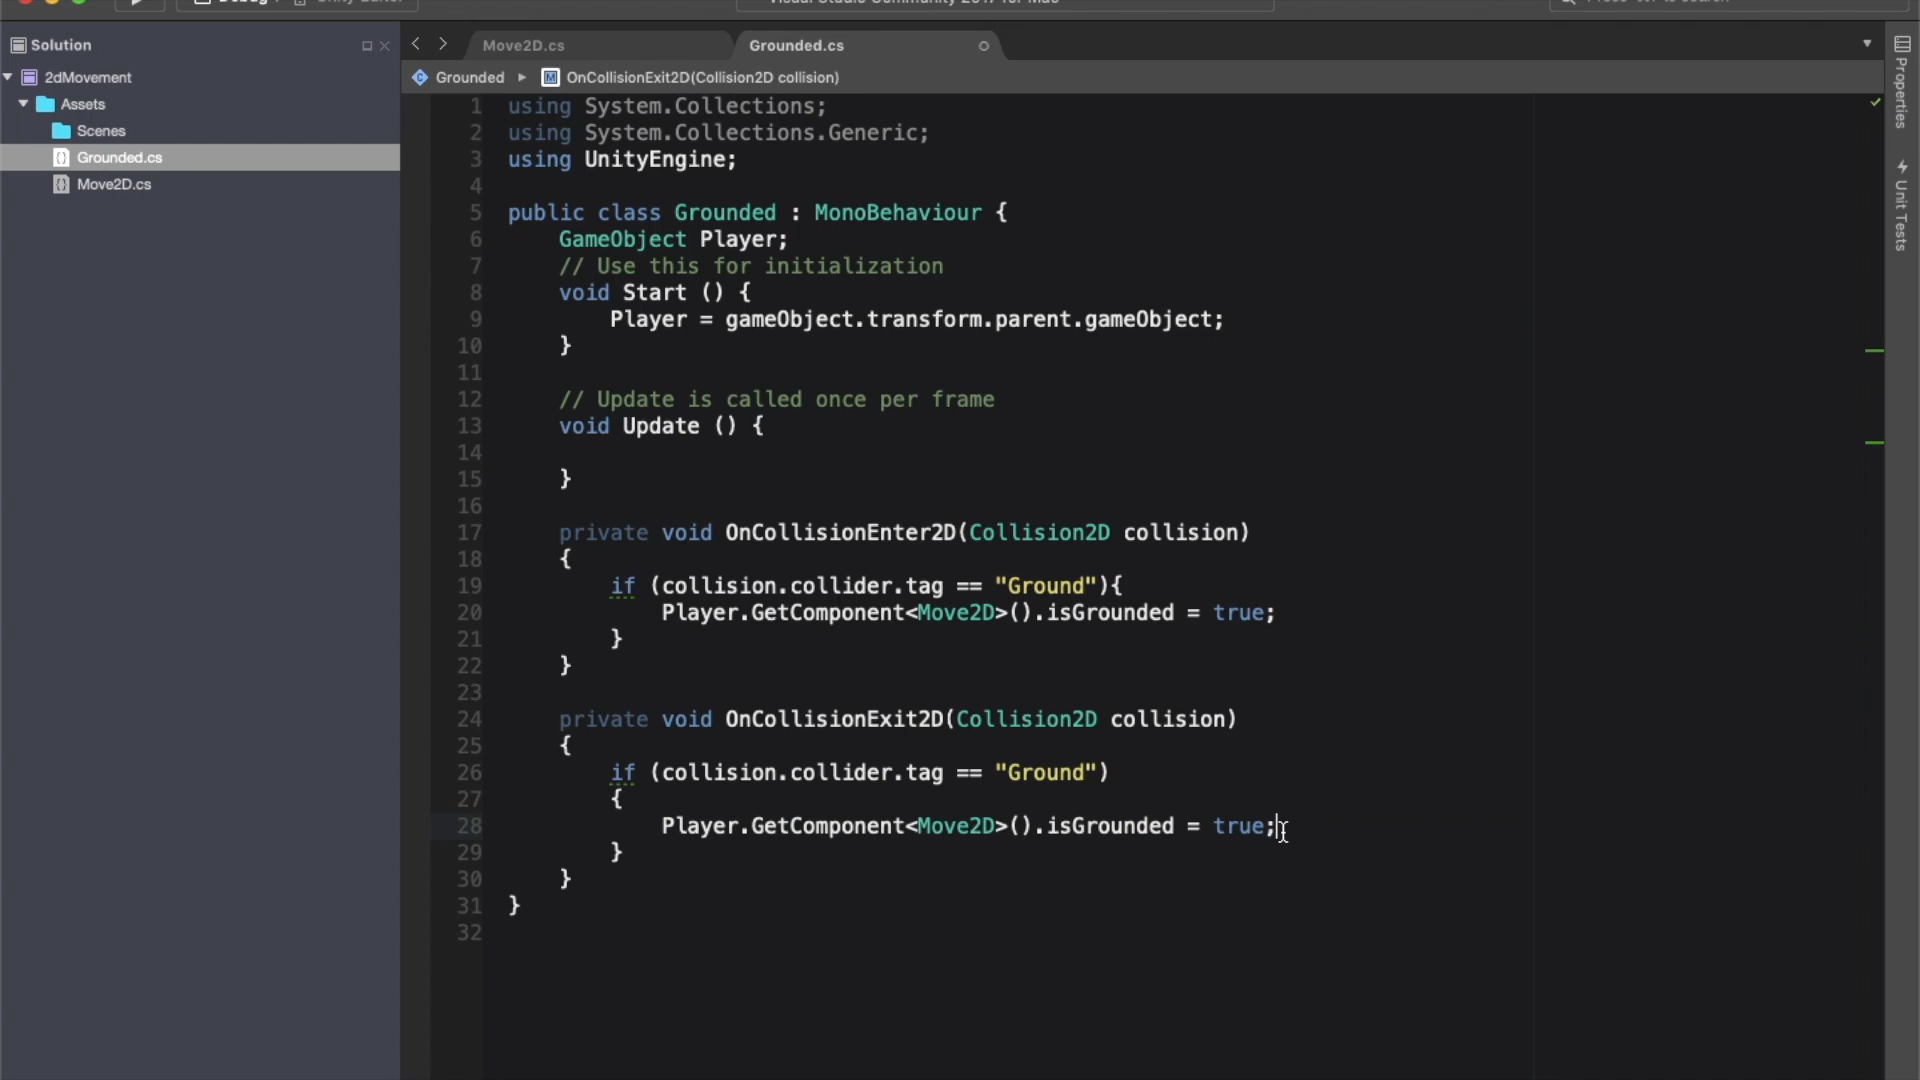 Solution
2dMovement
Assets
Scenes
Grounded.cs
Move2D.cs
Move2D.cs
Grounded.cs
Grounded
OnCollisionExit2D(Collision2D collision)
1 using System.Collections;
2 using System.Collections.Generic;
3 using UnityEngine;
4
5 public class Grounded : MonoBehaviour {
6 GameObject Player;
7 // Use this for initialization
8 void Start () {
9 Player = gameObject.transform.parent.gameObject;
10 }
11
12 // Update is called once per frame
13 void Update () {
14
15 }
16
17 private void OnCollisionEnter2D(Collision2D collision)
18 {
19 if (collision.collider.tag == "Ground"){
20 Player.GetComponent<Move2D>().isGrounded = true;
21 }
22 }
23
24 private void OnCollisionExit2D(Collision2D collision)
25 {
26 if (collision.collider.tag == "Ground")
27 {
28 Player.GetComponent<Move2D>().isGrounded = true;
29 }
30 }
31 }
32
Properties
Unit Tests